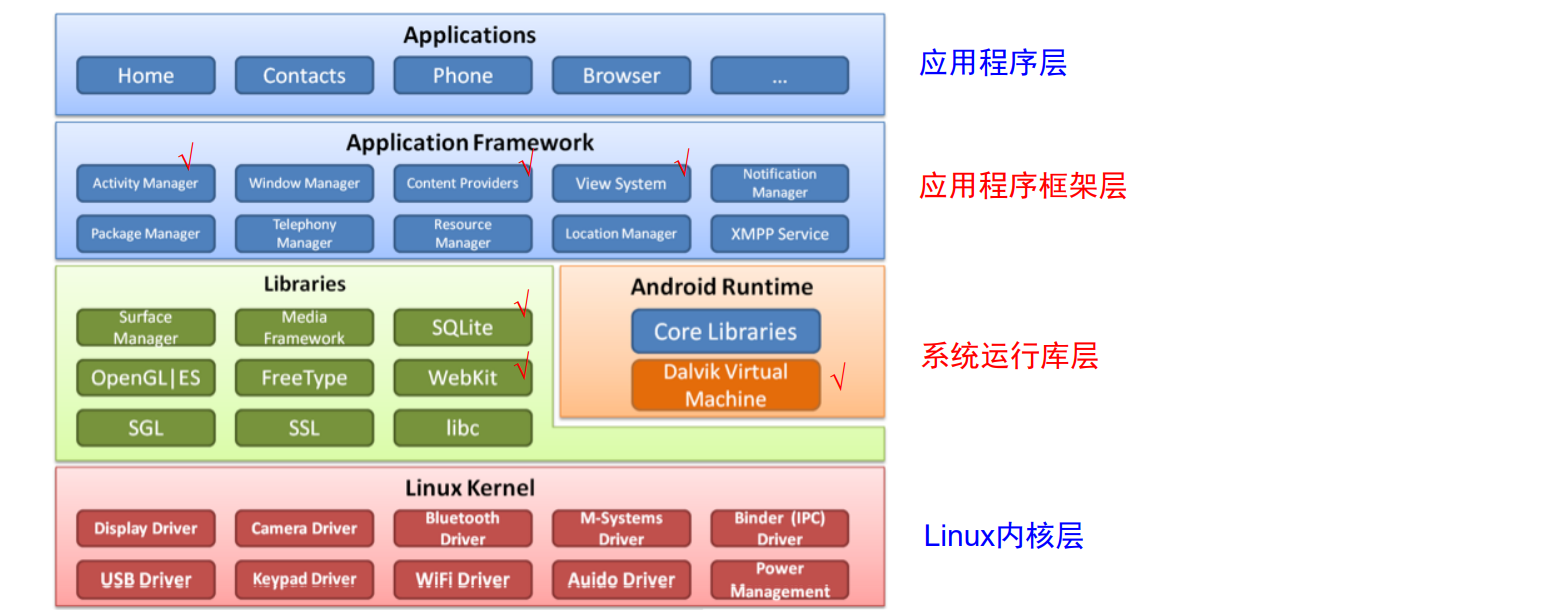 Applications
应用程序层
Home
Contacts
Phone
Browser
...
Application Framework
√
√
√
Activity Manager
Window Manager
Content Providers
View System
Notification
Manager
应用程序框架层
Package Manager
Telephony
Manager
Resource
Manager
Location Manager
XMPP Service
Libraries
√
Surface
Manager
Media
Framework
SQLite
OpenGL|ES
FreeType
WebKit
√
SGL
SSL
libc
Android Runtime
Core Libraries
Dalvik Virtual
Machine
√
系统运行库层
Linux Kernel
Display Driver
Camera Driver
Bluetooth
Driver
M-Systems
Driver
Binder (IPC)
Driver
Linux内核层
USB Driver
Keypad Driver
WiFi Driver
Auido Driver
Power
Management